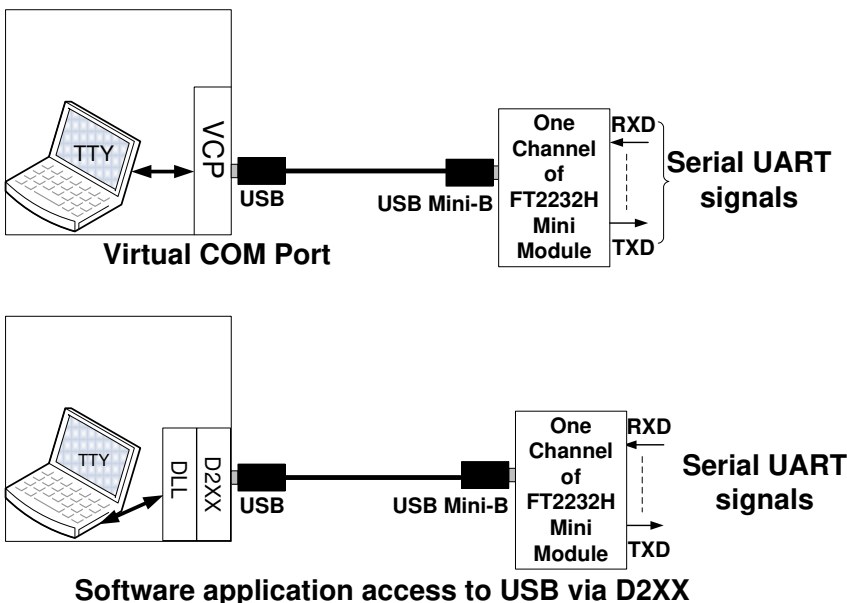 TTY
VCP
USB
USB Mini-B
One
Channel
of
FT2232H
Mini
Module
RXD
TXD
Serial UART
signals
Virtual COM Port
TTY
DLL
D2XX
USB
USB Mini-B
One
Channel
of
FT2232H
Mini
Module
RXD
TXD
Serial UART
signals
Software application access to USB via D2XX